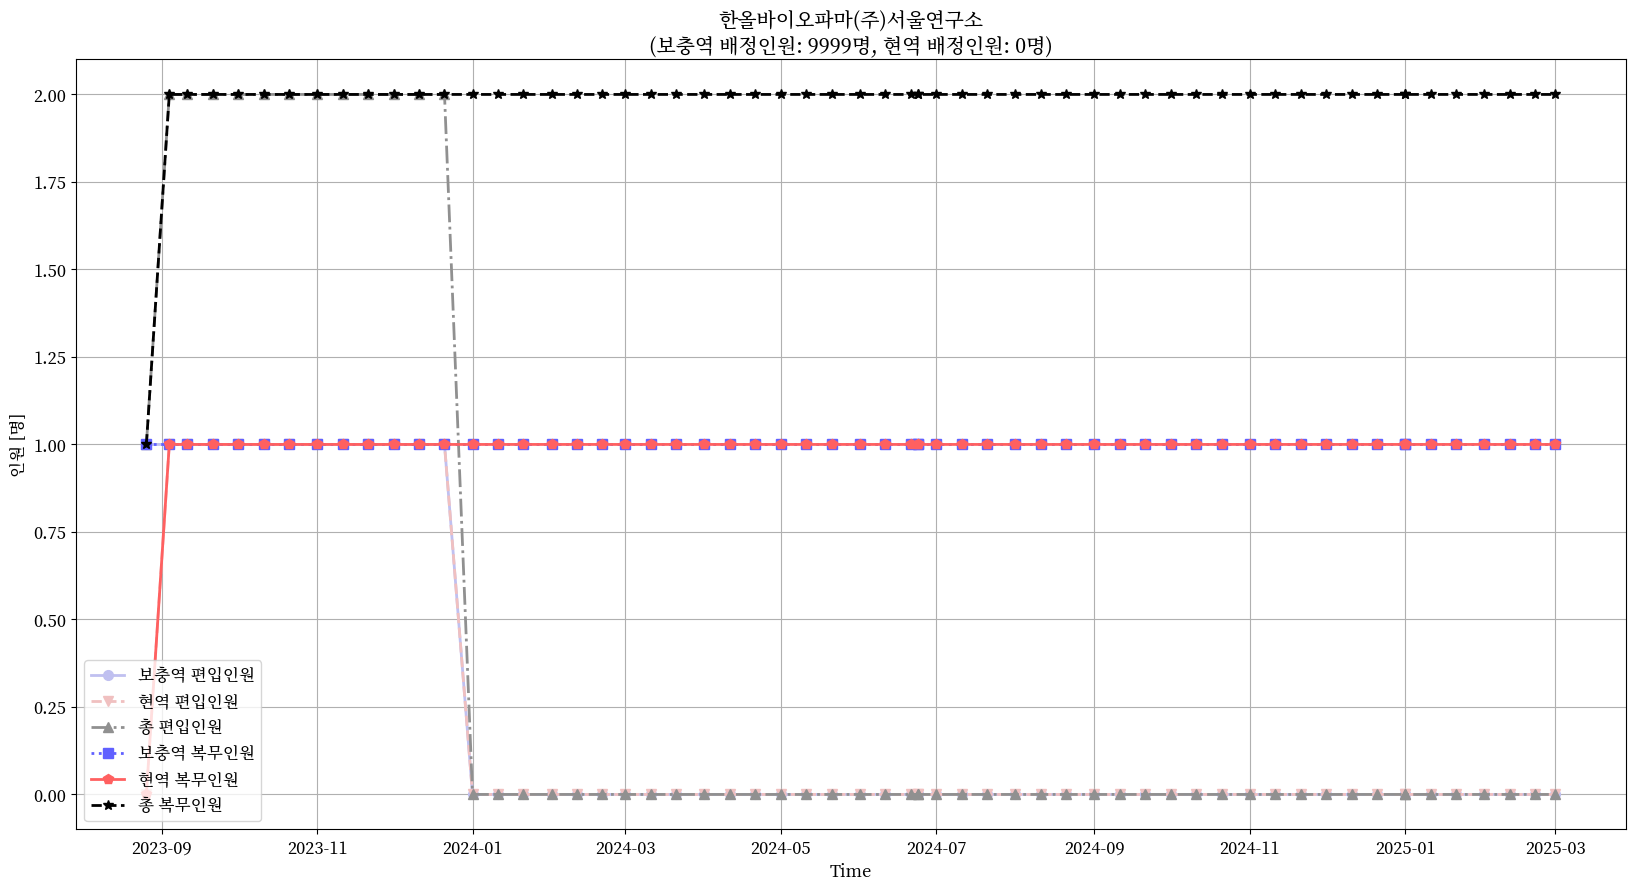 한올바이오파마(주)서울연구소
(보충역 배정인원: 9999명, 현역 배정인원: 0명)
2.00
1.75
1.50
1.25
1.00
0.75
0.50
0.25
0.00
인원 [명]
보충역 편입인원
현역 편입인원
총 편입인원
보충역 복무인원
현역 복무인원
총 복무인원
2023-09 2023-11 2024-01 2024-03 2024-05 2024-07 2024-09 2024-11 2025-01 2025-03
Time